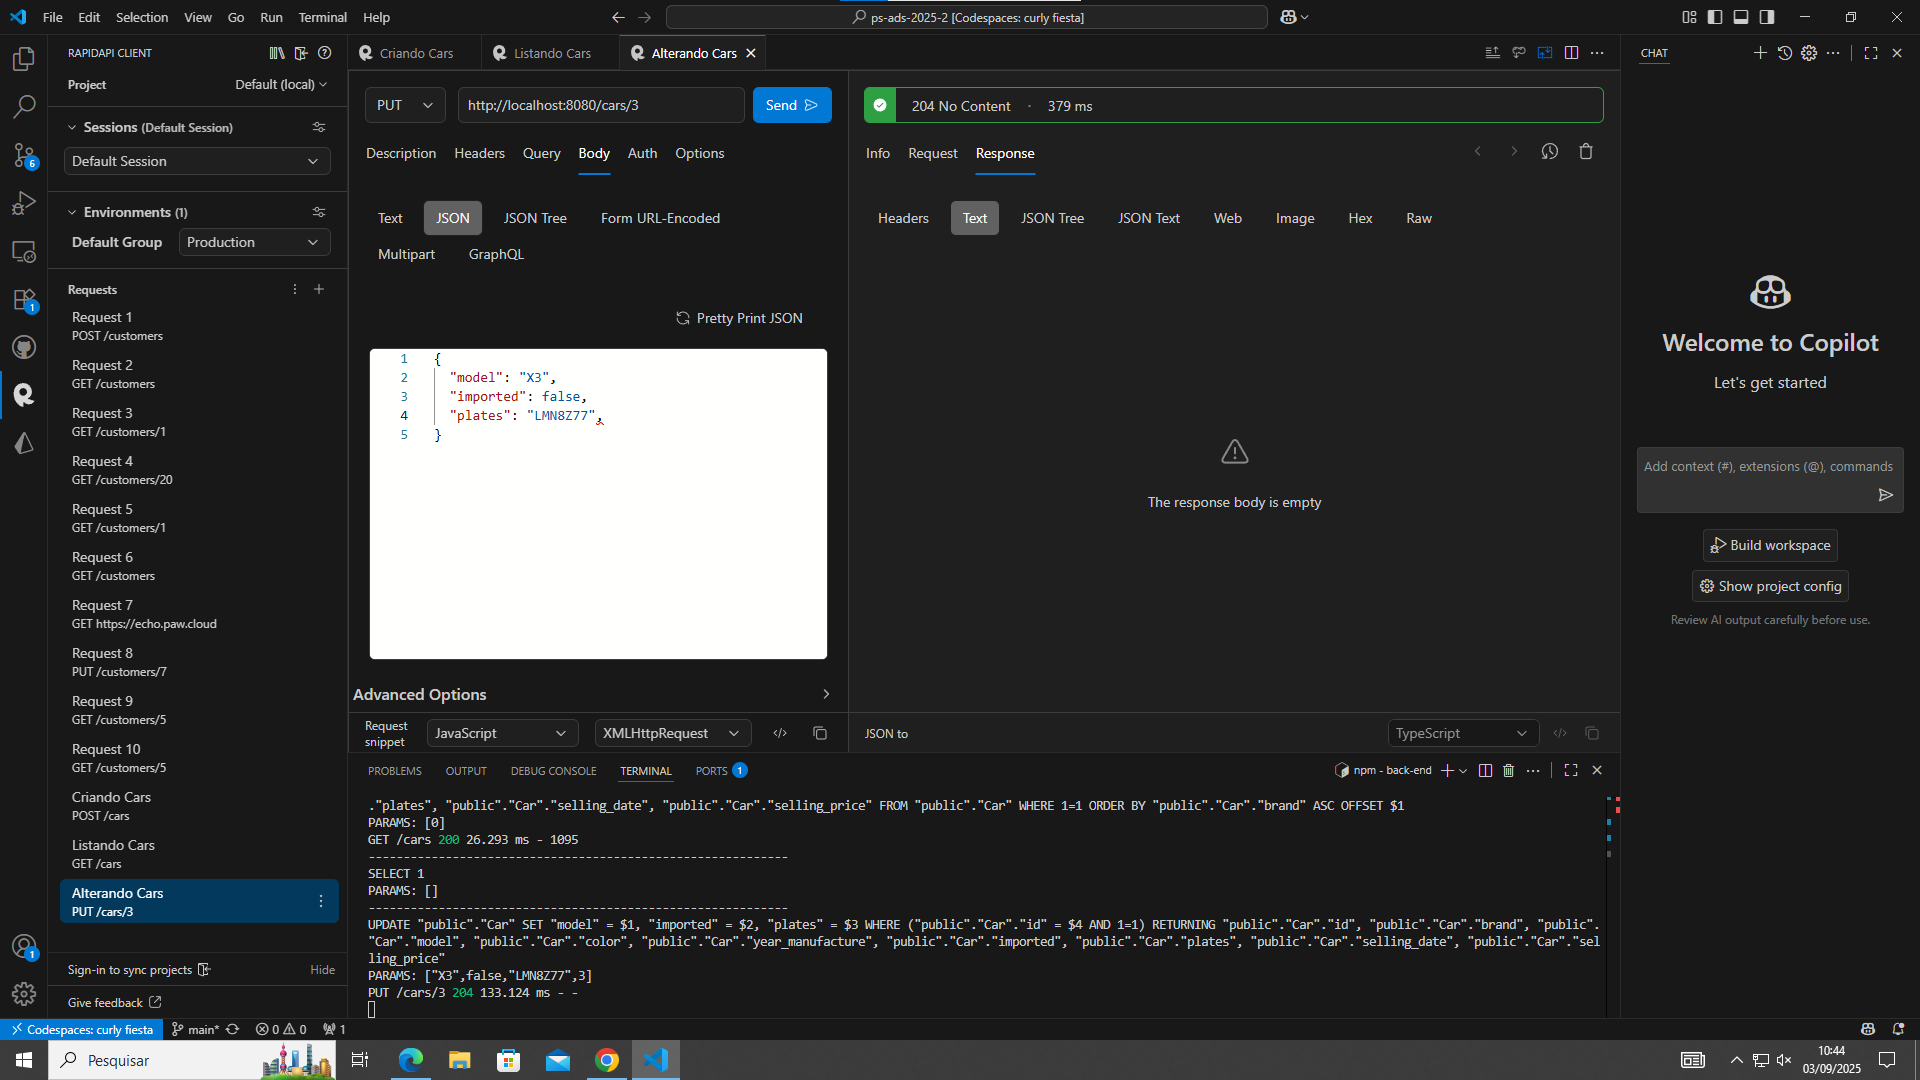 File Edit Selection View Go Run Terminal Help
ps-ads-2025-2 [Codespaces: curly fiesta]
RAPIDAPI CLIENT
Project Default (local)
Sessions (Default Session)
Default Session
Environments (1)
Default Group Production
Requests
Request 1
POST /customers
Request 2
GET /customers
Request 3
GET /customers/1
Request 4
GET /customers/20
Request 5
GET /customers/1
Request 6
GET /customers
Request 7
GET https://echo.paw.cloud
Request 8
PUT /customers/7
Request 9
GET /customers/5
Request 10
GET /customers/5
Criando Cars
POST /cars
Listando Cars
GET /cars
Alterando Cars
PUT /cars/3
Sign-in to sync projects Hide
Give feedback
6
1
1
Criando Cars Listando Cars Alterando Cars
PUT http://localhost:8080/cars/3 Send
Description Headers Query Body Auth Options
Text JSON JSON Tree Form URL-Encoded
Multipart GraphQL
Pretty Print JSON
1 {
2 "model": "X3",
3 "imported": false,
4 "plates": "LMN8Z77",
5 }
Advanced Options
Request snippet JavaScript XMLHttpRequest
204 No Content · 379 ms
Info Request Response
Headers Text JSON Tree JSON Text Web Image Hex Raw
The response body is empty
JSON to TypeScript
PROBLEMS OUTPUT DEBUG CONSOLE TERMINAL PORTS 1
npm - back-end
."plates", "public"."Car"."selling_date", "public"."Car"."selling_price" FROM "public"."Car" WHERE 1=1 ORDER BY "public"."Car"."brand" ASC OFFSET $1
PARAMS: [0]
GET /cars 200 26.293 ms - 1095
------------------------------------------------------------
SELECT 1
PARAMS: []
------------------------------------------------------------
UPDATE "public"."Car" SET "model" = $1, "imported" = $2, "plates" = $3 WHERE ("public"."Car"."id" = $4 AND 1=1) RETURNING "public"."Car"."id", "public"."Car"."brand", "public".
"Car"."model", "public"."Car"."color", "public"."Car"."year_manufacture", "public"."Car"."imported", "public"."Car"."plates", "public"."Car"."selling_date", "public"."Car"."sel
ling_price"
PARAMS: ["X3",false,"LMN8Z77",3]
PUT /cars/3 204 133.124 ms - -
CHAT
Welcome to Copilot
Let's get started
Add context (#), extensions (@), commands
Build workspace
Show project config
Review AI output carefully before use.
Codespaces: curly fiesta main* 0 0 1
Pesquisar
10:44
03/09/2025